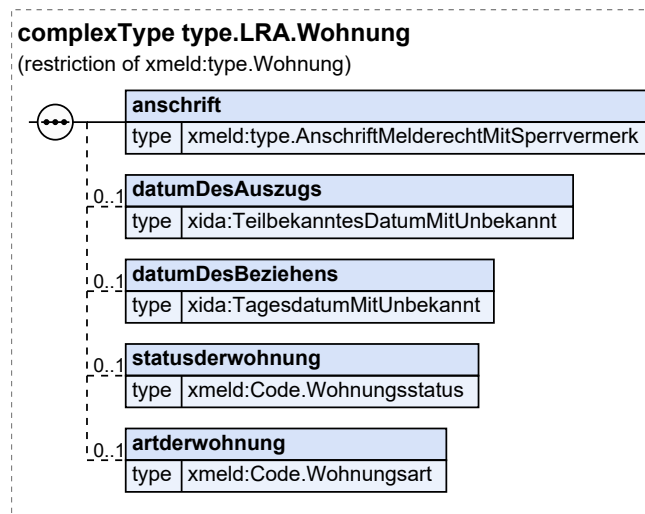 complexType type.LRA.Wohnung
(restriction of xmeld:type.Wohnung)
anschrift
type xmeld:type.AnschriftMelderechtMitSperrvermerk
0..1 datumDesAuszugs
type xida:TeilbekanntesDatumMitUnbekannt
0..1 datumDesBeziehens
type xida:TagesdatumMitUnbekannt
0..1 statusderwohnung
type xmeld:Code.Wohnungsstatus
0..1 artderwohnung
type xmeld:Code.Wohnungsart